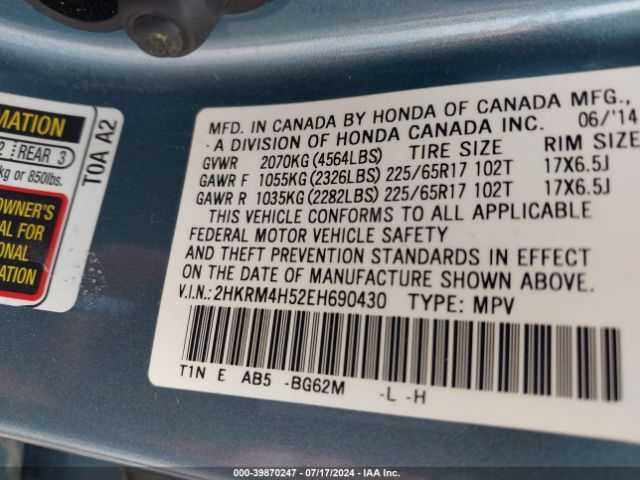 MATION
2 REAR 3
kg or 850lbs.
OWNER'S
AL FOR
ONAL
ATION
T0A A2
MFD. IN CANADA BY HONDA OF CANADA MFG.,
A DIVISION OF HONDA CANADA INC. 06/'14
GVWR 2070KG(4564LBS) TIRE SIZE RIM SIZE
GAWR F 1055KG(2326LBS) 225/65R17 102T 17X6.5J
GAWR R 1035KG(2282LBS) 225/65R17 102T 17X6.5J
THIS VEHICLE CONFORMS TO ALL APPLICABLE
FEDERAL MOTOR VEHICLE SAFETY
AND THEFT PREVENTION STANDARDS IN EFFECT
ON THE DATE OF MANUFACTURE SHOWN ABOVE.
V.I.N.: 2HKRM4H52EH690430 TYPE: MPV
T1N E AB5 -BG62M -L -H
000-39870247 - 07/17/2024 - IAA Inc.